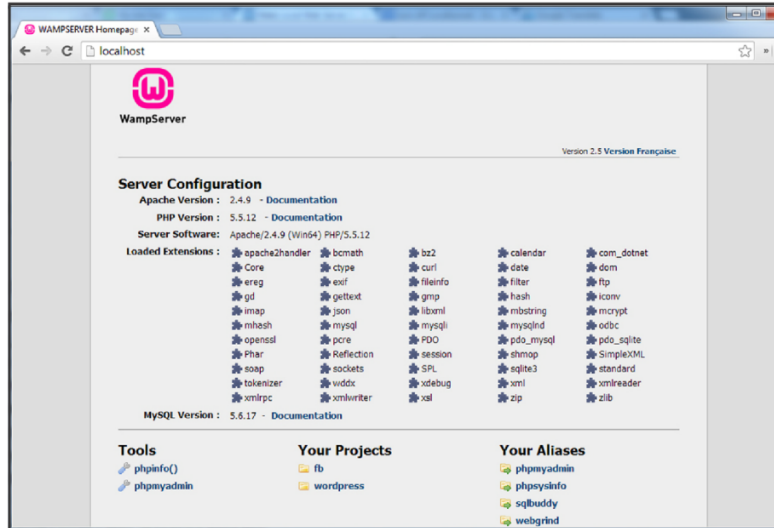 WAMPSERVER Homepage
localhost
WampServer
Version 2.5 Version Française
Server Configuration
Apache Version : 2.4.9 - Documentation
PHP Version : 5.5.12 - Documentation
Server Software: Apache/2.4.9 (Win64) PHP/5.5.12
Loaded Extensions : apache2handler bcmath bz2 calendar com_dotnet
Core ctype curl date dom
ereg exif fileinfo filter ftp
gd gettext gmp hash iconv
imap json libxml mbstring mcrypt
mhash mysql mysqli mysqlnd odbc
openssl pcre PDO pdo_mysql pdo_sqlite
Phar Reflection session shmop SimpleXML
soap sockets SPL sqlite3 standard
tokenizer wddx xdebug xml xmlreader
xmlrpc xmlwriter xsl zip zlib
MySQL Version : 5.6.17 - Documentation
Tools Your Projects Your Aliases
phpinfo() fb phpmyadmin
phpmyadmin wordpress phpsysinfo
sqlbuddy
webgrind